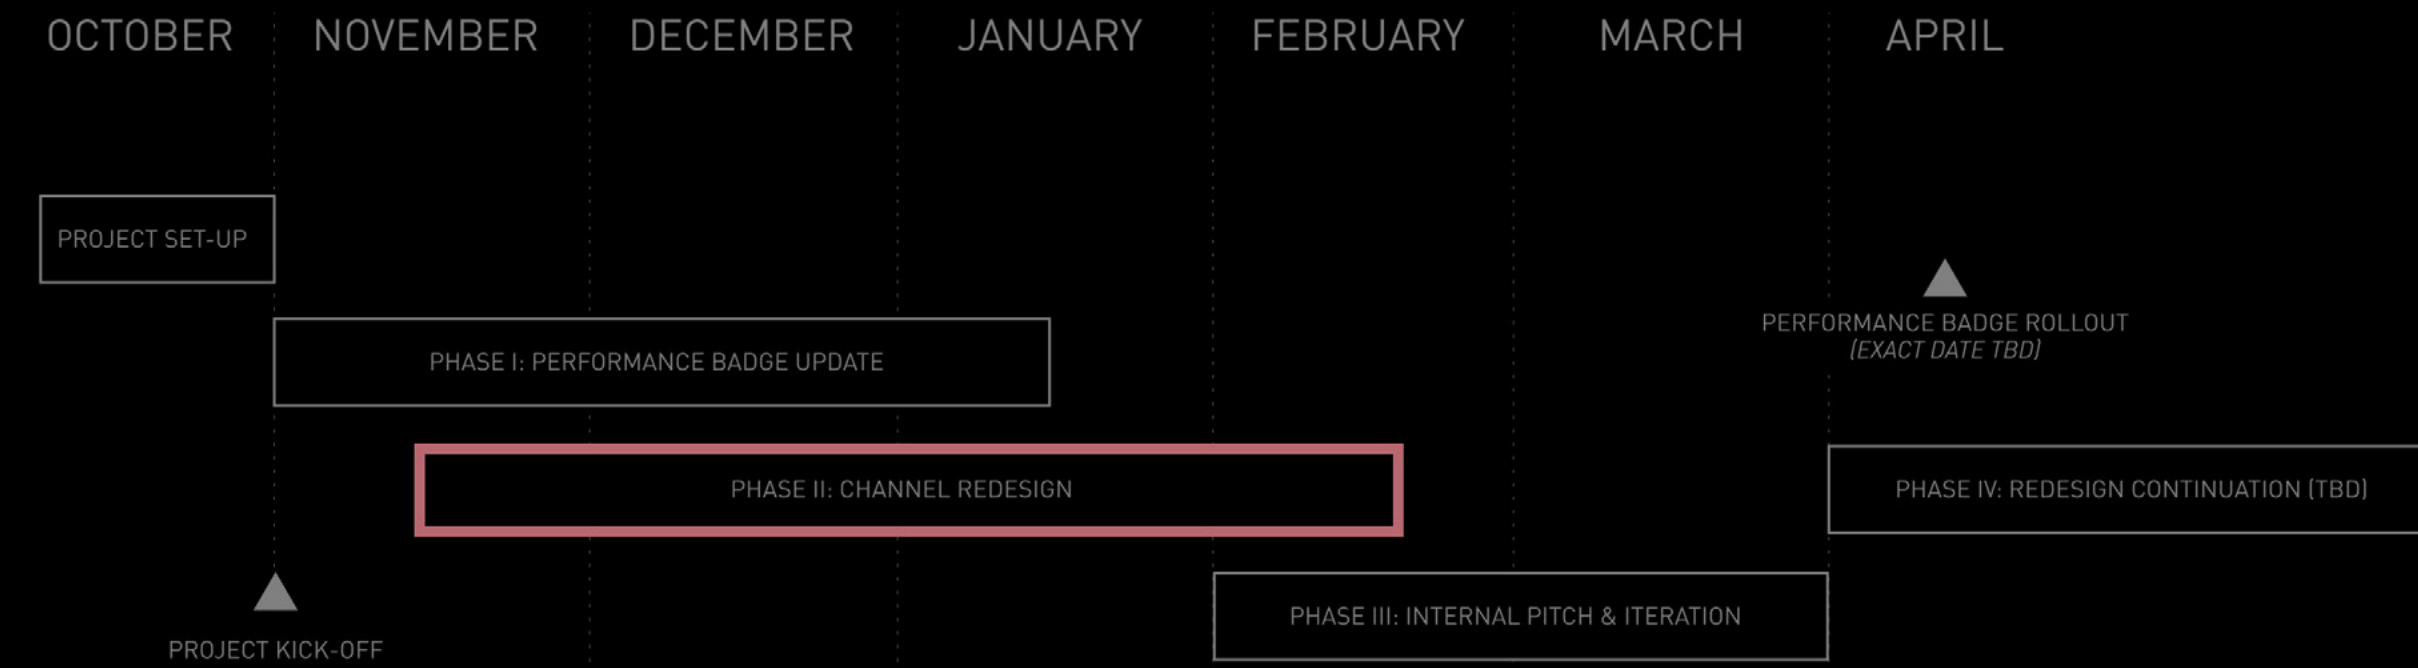 OCTOBER
NOVEMBER
DECEMBER
JANUARY
FEBRUARY
MARCH
APRIL
PROJECT SET-UP
PERFORMANCE BADGE ROLLOUT
(EXACT DATE TBD)
PHASE I: PERFORMANCE BADGE UPDATE
PHASE II: CHANNEL REDESIGN
PHASE IV: REDESIGN CONTINUATION (TBD)
PHASE III: INTERNAL PITCH & ITERATION
PROJECT KICK-OFF